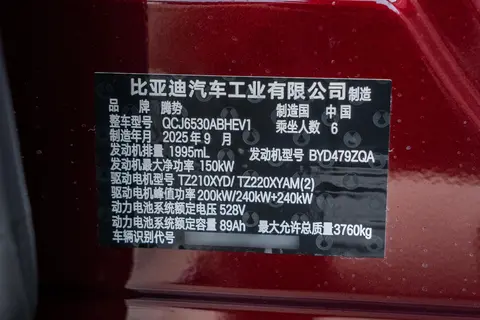 比亚迪汽车工业有限公司制造
品 牌 腾势 制造国 中国
整车型号 QCJ6530ABHEV1 乘坐人数 6
制造年月 2025年9月
发动机排量 1995mL 发动机型号 BYD479ZQA
发动机最大净功率 150kW
驱动电机型号 TZ210XYD/ TZ220XYAM(2)
驱动电机峰值功率 200kW/240kW+240kW
动力电池系统额定电压 528V
动力电池系统额定容量 89Ah 最大允许总质量3760kg
车辆识别代号